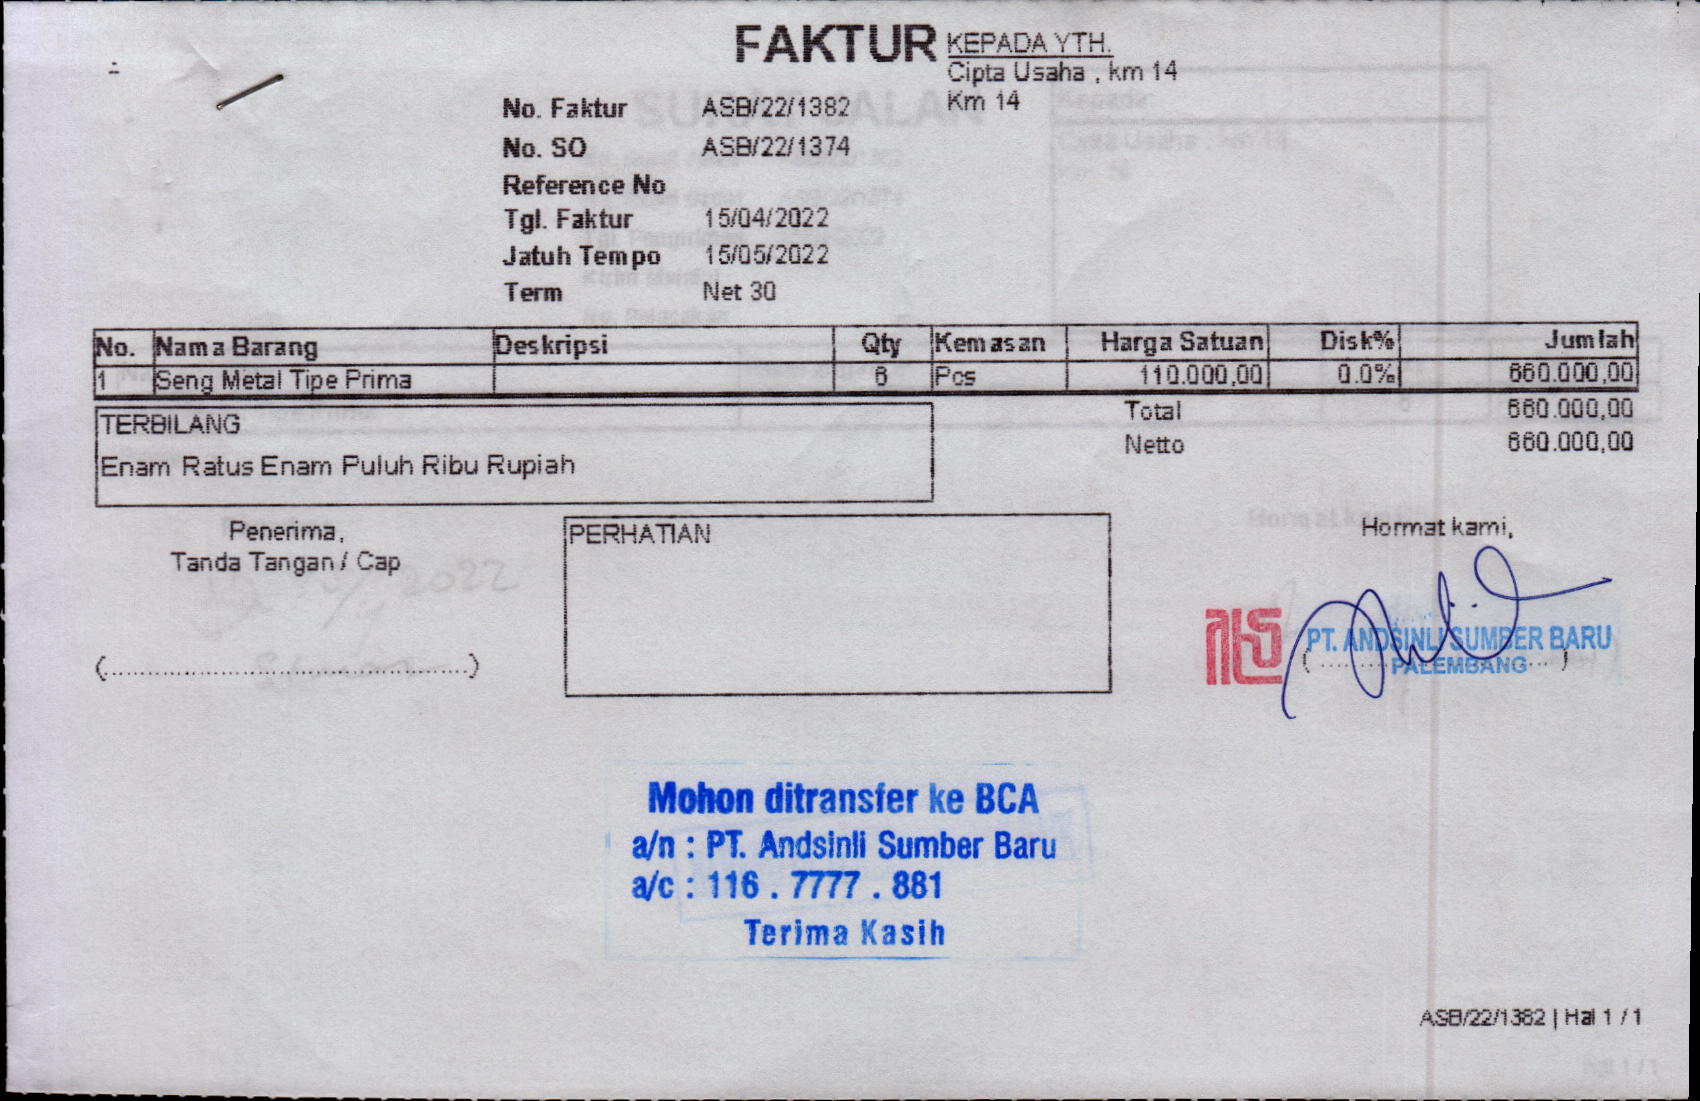 FAKTUR
KEPADA YTH.
Cipta Usaha , km 14
Km 14
No. Faktur ASB/22/1382
No. SO ASB/22/1374
Reference No
Tgl. Faktur 15/04/2022
Jatuh Tempo 15/05/2022
Term Net 30
No. Nama Barang Deskripsi Qty Kemasan Harga Satuan Disk% Jumlah
1 Seng Metal Tipe Prima 6 Pcs 110.000,00 0.0% 660.000,00
Total 660.000,00
Netto 660.000,00
TERBILANG
Enam Ratus Enam Puluh Ribu Rupiah
Penerima,
Tanda Tangan / Cap
(........................................................)
PERHATIAN
Hormat kami,
PT. ANDSINLI SUMBER BARU
PALEMBANG
Mohon ditransfer ke BCA
a/n : PT. Andsinli Sumber Baru
a/c : 116 . 7777 . 881
Terima Kasih
ASB/22/1382 | Hal 1 / 1